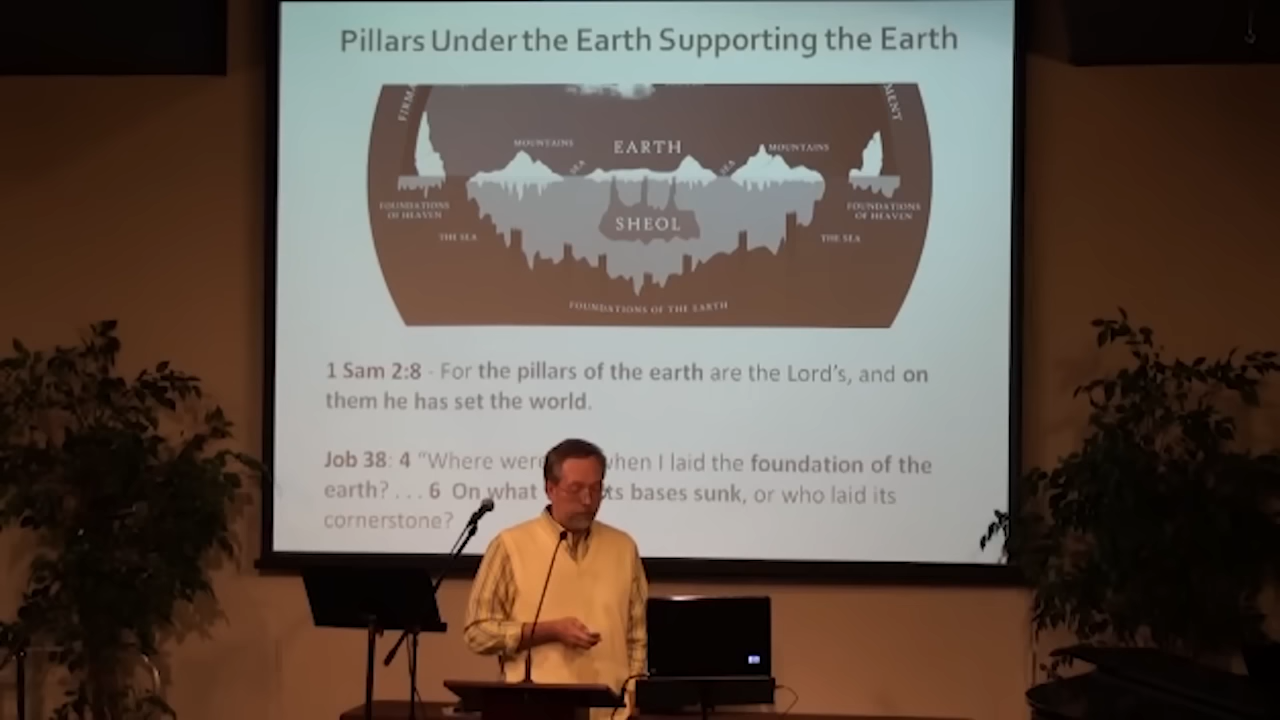 Pillars Under the Earth Supporting the Earth
FIRMA
MENT
MOUNTAINS
EARTH
MOUNTAINS
SEA
SEA
FOUNDATIONS
OF HEAVEN
SHEOL
FOUNDATIONS
OF HEAVEN
THE SEA
THE SEA
FOUNDATIONS OF THE EARTH
1 Sam 2:8 - For the pillars of the earth are the Lord's, and on
them he has set the world.
Job 38: 4 "Where were when I laid the foundation of the
earth? . . . 6 On what ts bases sunk, or who laid its
cornerstone?